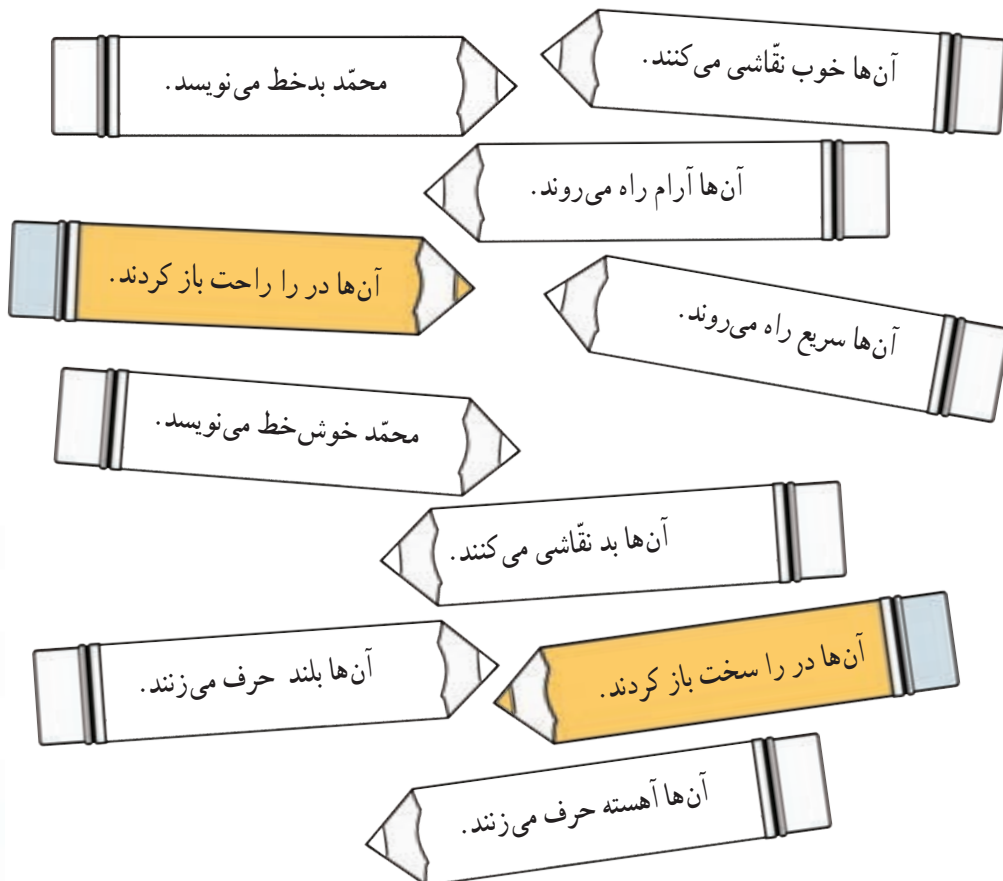 آن‌ها خوب نقّاشی می‌کنند.
محمّد بدخط می‌نویسد.
آن‌ها آرام راه می‌روند.
آن‌ها در را راحت باز کردند.
آن‌ها سریع راه می‌روند.
محمّد خوش‌خط می‌نویسد.
آن‌ها بد نقّاشی می‌کنند.
آن‌ها در را سخت باز کردند.
آن‌ها بلند حرف می‌زنند.
آن‌ها آهسته حرف می‌زنند.